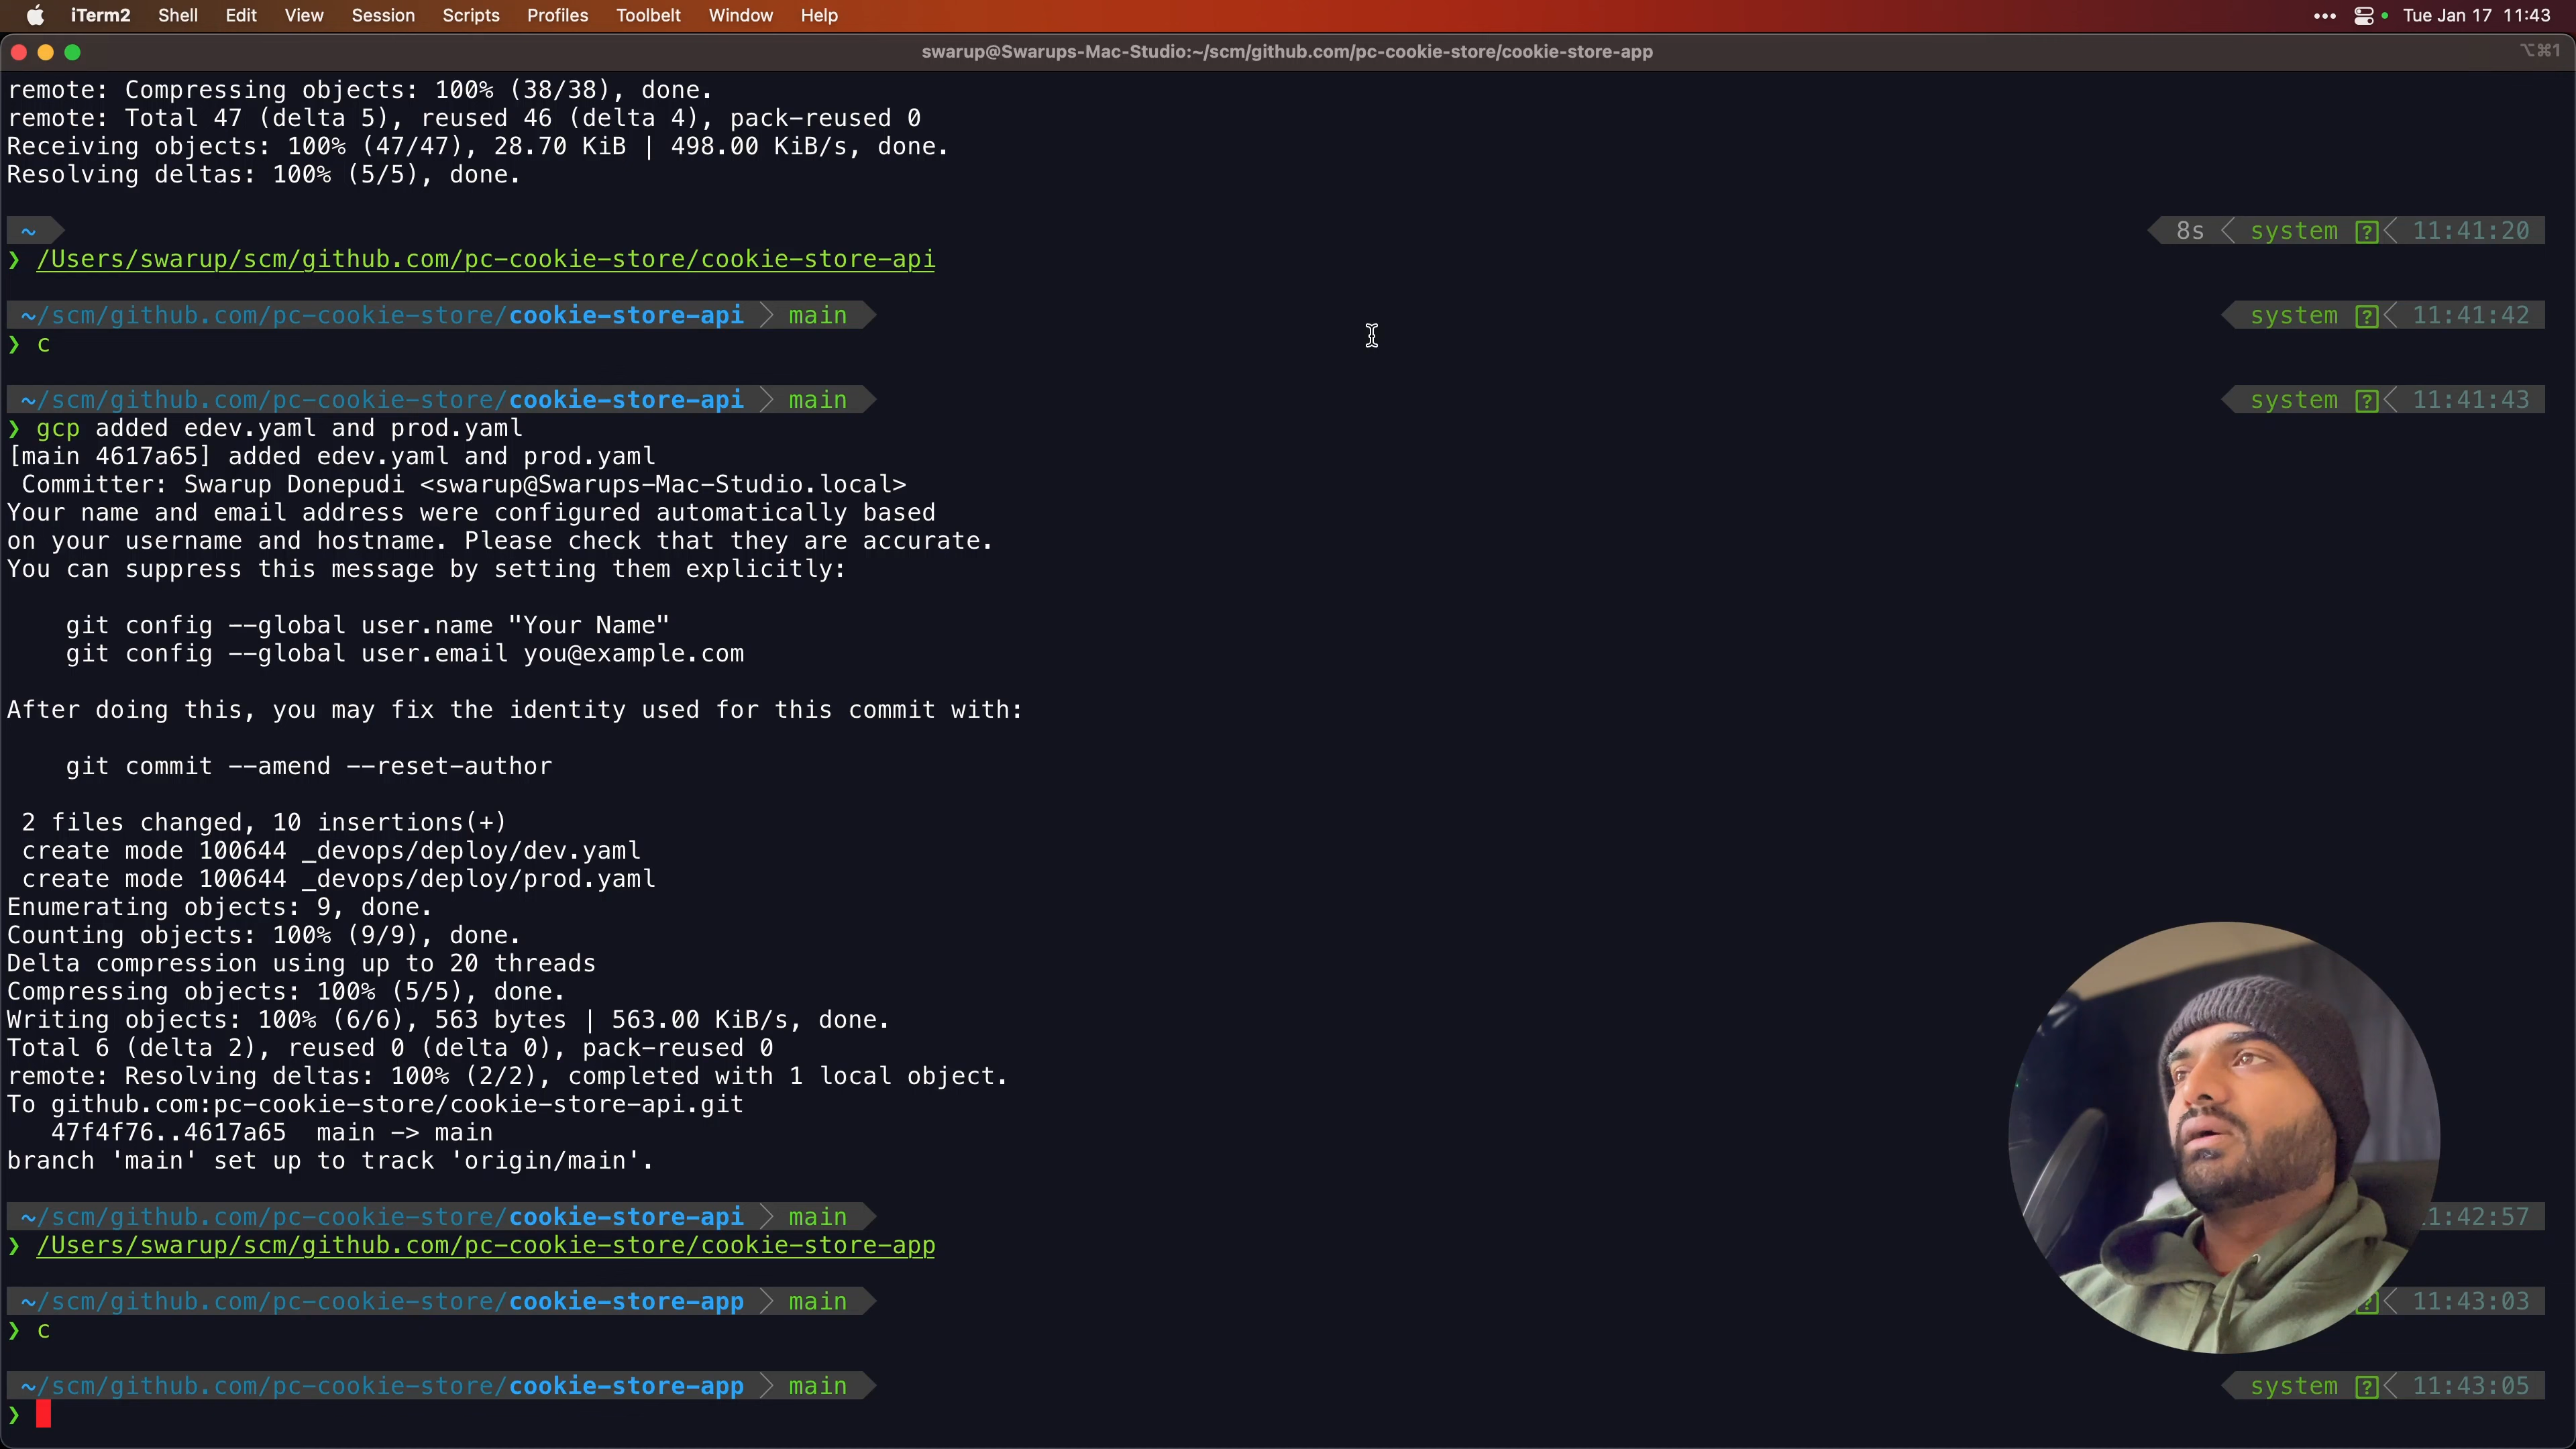 iTerm2 Shell Edit View Session Scripts Profiles Toolbelt Window Help Tue Jan 17 11:43
swarup@Swarups-Mac-Studio:~/scm/github.com/pc-cookie-store/cookie-store-app ⌥⌘1
remote: Compressing objects: 100% (38/38), done.
remote: Total 47 (delta 5), reused 46 (delta 4), pack-reused 0
Receiving objects: 100% (47/47), 28.70 KiB | 498.00 KiB/s, done.
Resolving deltas: 100% (5/5), done.
~ 8s system ? 11:41:20
❯ /Users/swarup/scm/github.com/pc-cookie-store/cookie-store-api
~/scm/github.com/pc-cookie-store/cookie-store-api main system ? 11:41:42
❯ c
~/scm/github.com/pc-cookie-store/cookie-store-api main system ? 11:41:43
❯ gcp added edev.yaml and prod.yaml
[main 4617a65] added edev.yaml and prod.yaml
Committer: Swarup Donepudi <swarup@Swarups-Mac-Studio.local>
Your name and email address were configured automatically based
on your username and hostname. Please check that they are accurate.
You can suppress this message by setting them explicitly:
git config --global user.name "Your Name"
git config --global user.email you@example.com
After doing this, you may fix the identity used for this commit with:
git commit --amend --reset-author
2 files changed, 10 insertions(+)
create mode 100644 _devops/deploy/dev.yaml
create mode 100644 _devops/deploy/prod.yaml
Enumerating objects: 9, done.
Counting objects: 100% (9/9), done.
Delta compression using up to 20 threads
Compressing objects: 100% (5/5), done.
Writing objects: 100% (6/6), 563 bytes | 563.00 KiB/s, done.
Total 6 (delta 2), reused 0 (delta 0), pack-reused 0
remote: Resolving deltas: 100% (2/2), completed with 1 local object.
To github.com:pc-cookie-store/cookie-store-api.git
47f4f76..4617a65 main -> main
branch 'main' set up to track 'origin/main'.
~/scm/github.com/pc-cookie-store/cookie-store-api main 1:42:57
❯ /Users/swarup/scm/github.com/pc-cookie-store/cookie-store-app
~/scm/github.com/pc-cookie-store/cookie-store-app main ? 11:43:03
❯ c
~/scm/github.com/pc-cookie-store/cookie-store-app main system ? 11:43:05
❯